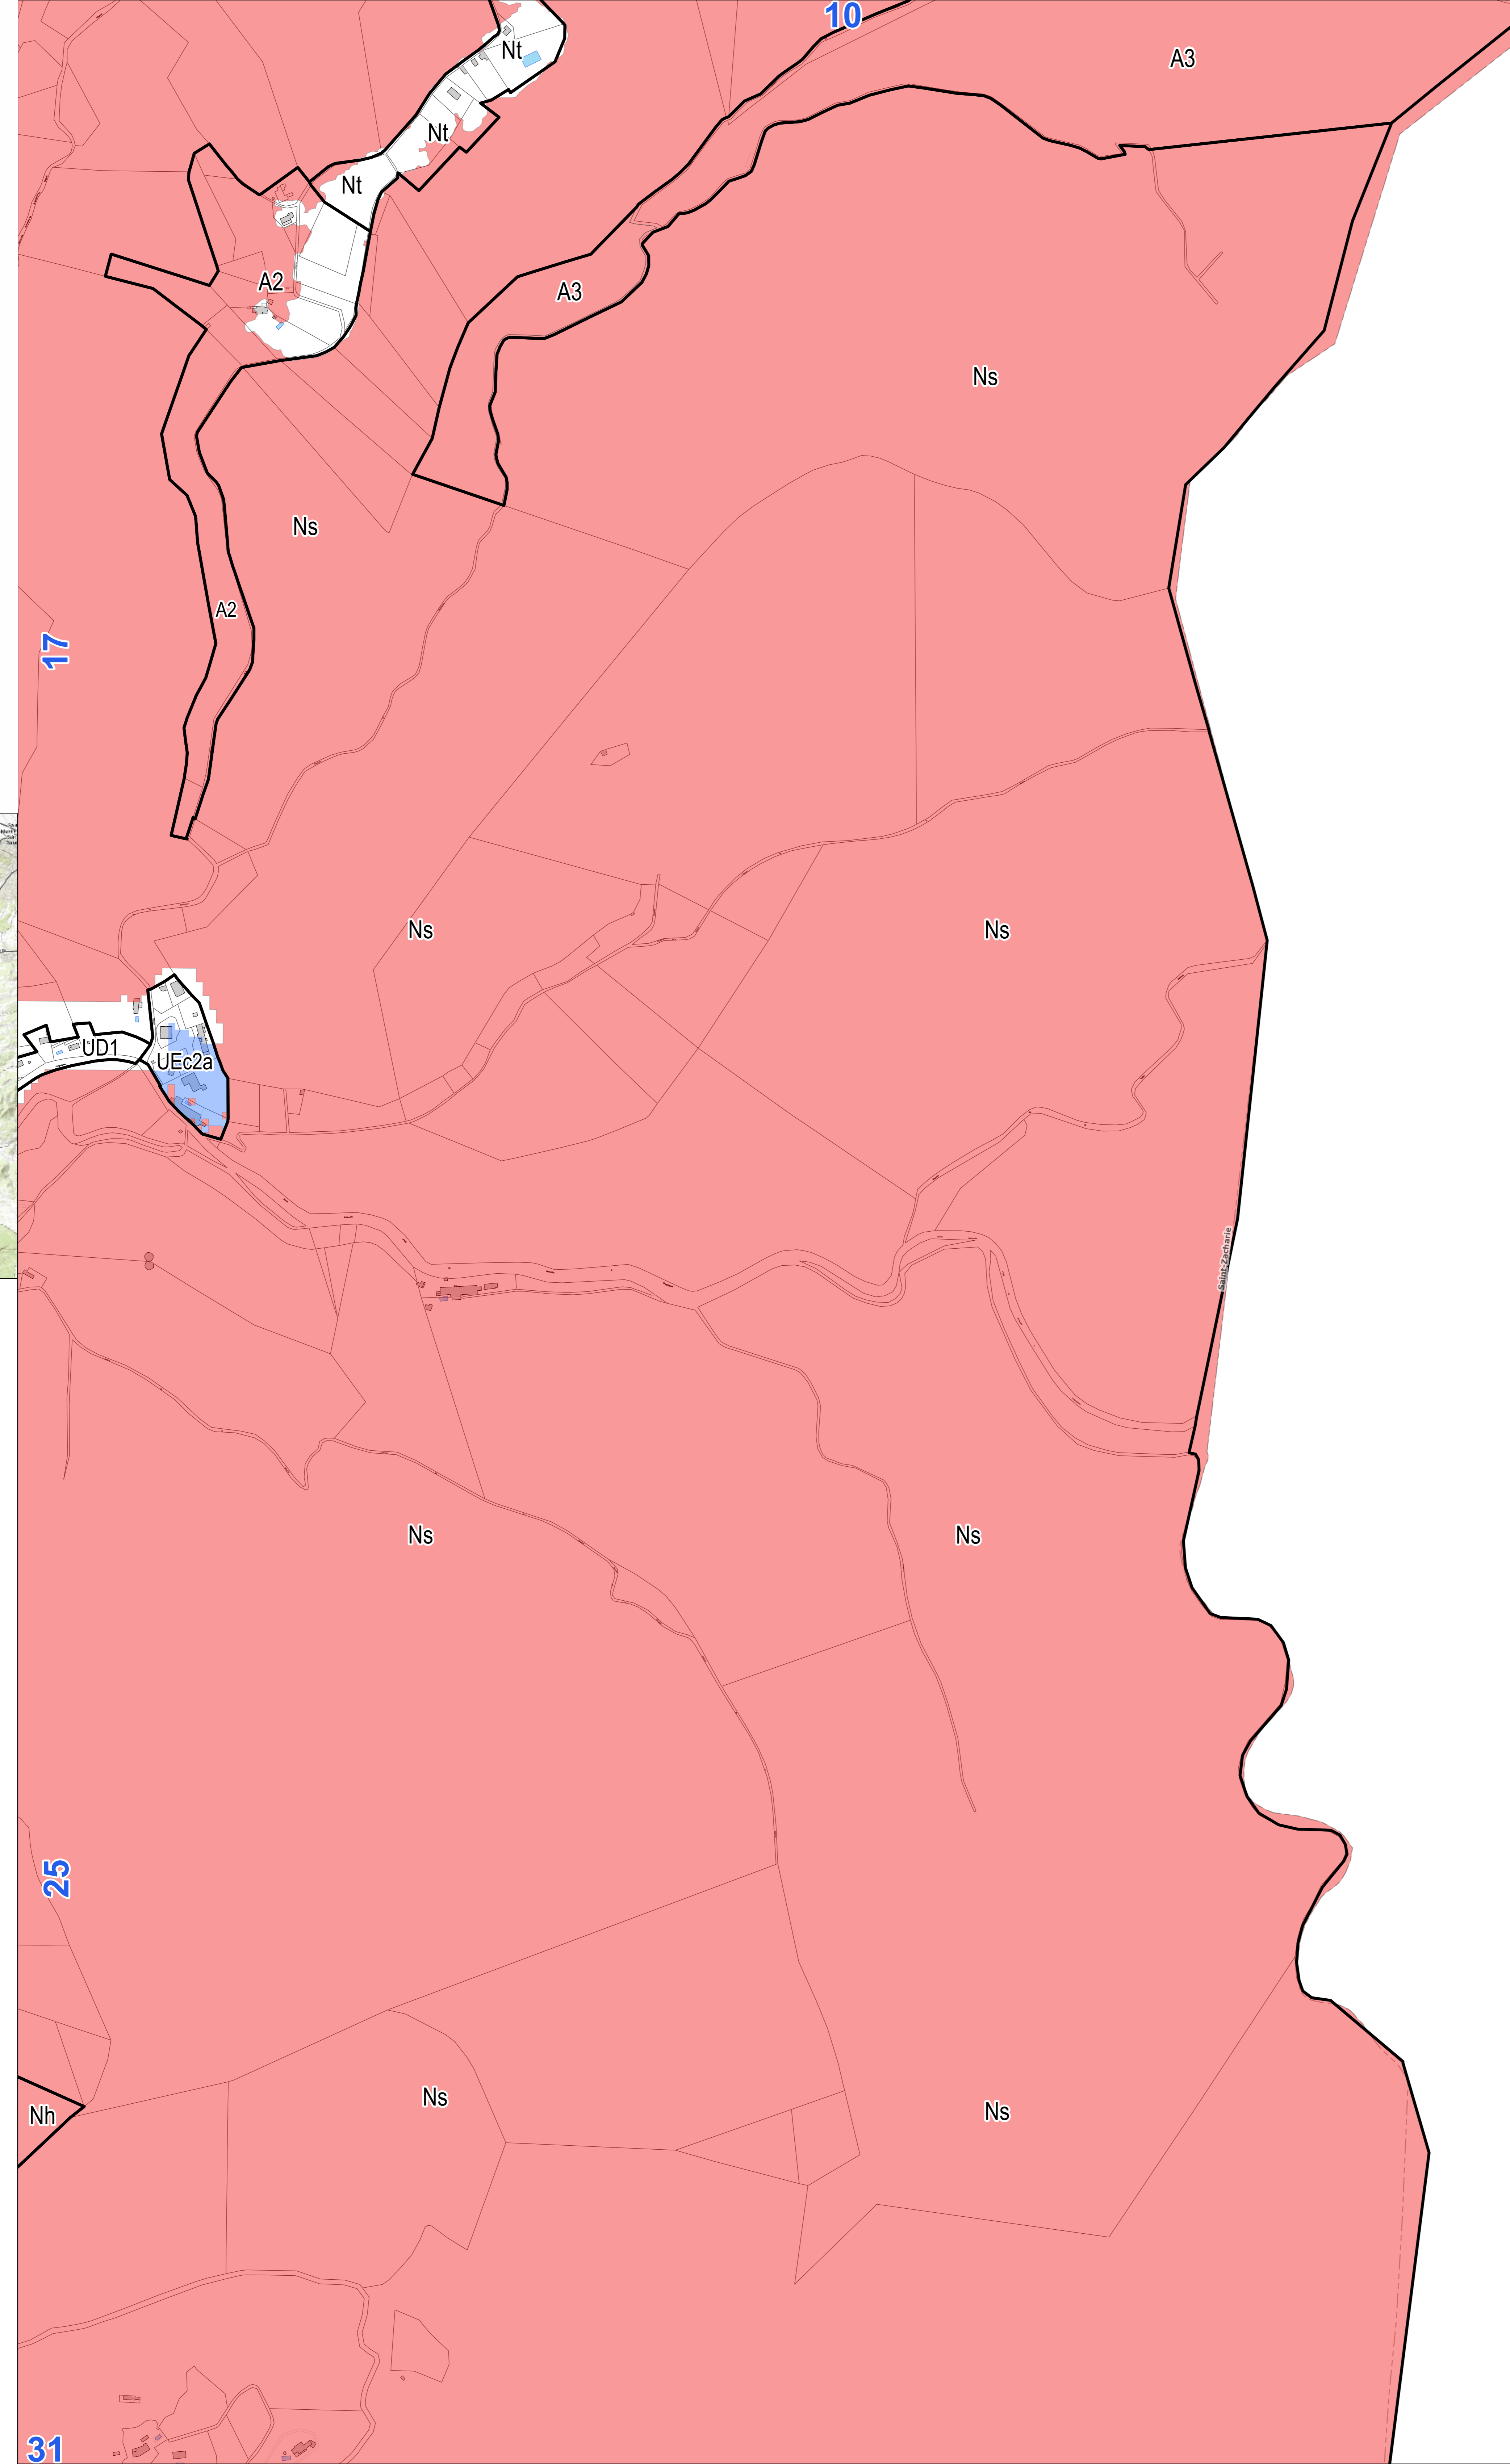 10
Nt
A3
Nt
Nt
A2
A3
Ns
Ns
A2
17
Ns
Ns
UD1
UEc2a
Saint-Zacharie
Ns
Ns
25
Ns
Nh
Ns
31